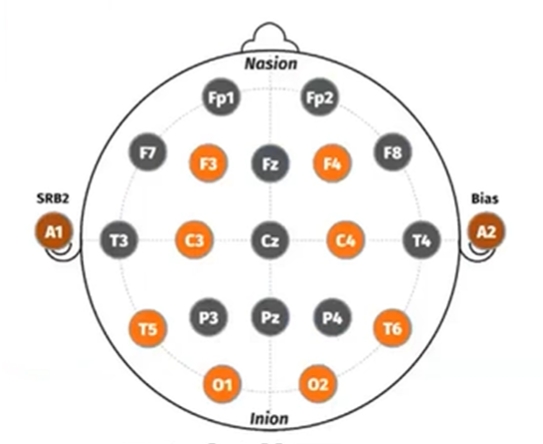 Nasion
Fp1 Fp2
F7 F3 Fz F4 F8
SRB2 Bias
A1 T3 C3 Cz C4 T4 A2
T5 P3 Pz P4 T6
O1 O2
Inion